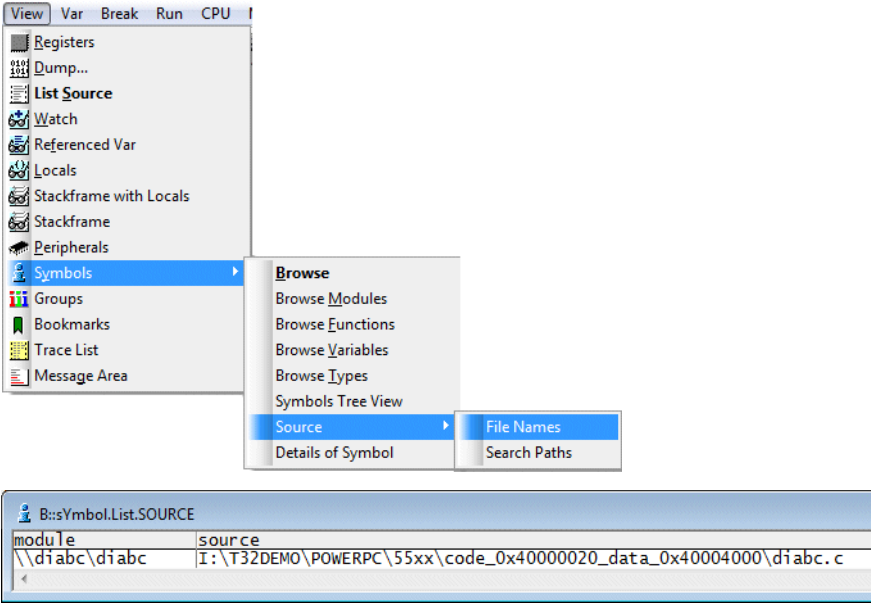 View Var Break Run CPU
Registers
Dump...
List Source
Watch
Referenced Var
Locals
Stackframe with Locals
Stackframe
Peripherals
Symbols
Groups
Bookmarks
Trace List
Message Area
Browse
Browse Modules
Browse Functions
Browse Variables
Browse Types
Symbols Tree View
Source
Details of Symbol
File Names
Search Paths
B::sYmbol.List.SOURCE
module source
\\diabc\diabc I:\T32DEMO\POWERPC\55xx\code_0x40000020_data_0x40004000\diabc.c